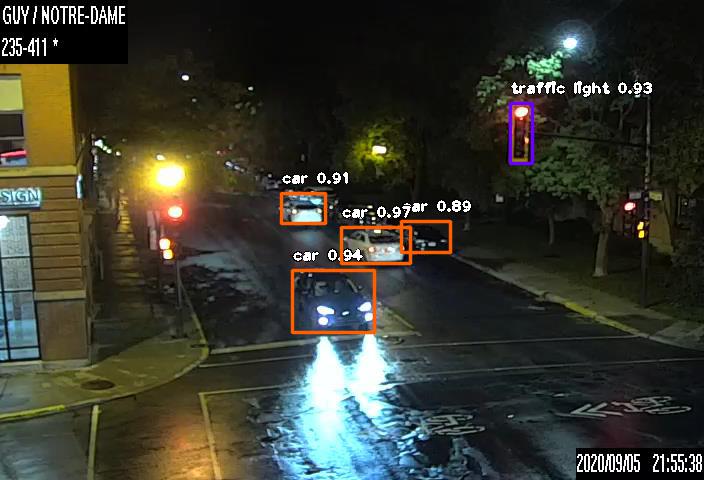 GUY / NOTRE-DAME
235-411 *
traffic light 0.93
car 0.91
car 0.97
car 0.89
car 0.94
SIGN
2020/09/05 21:55:38